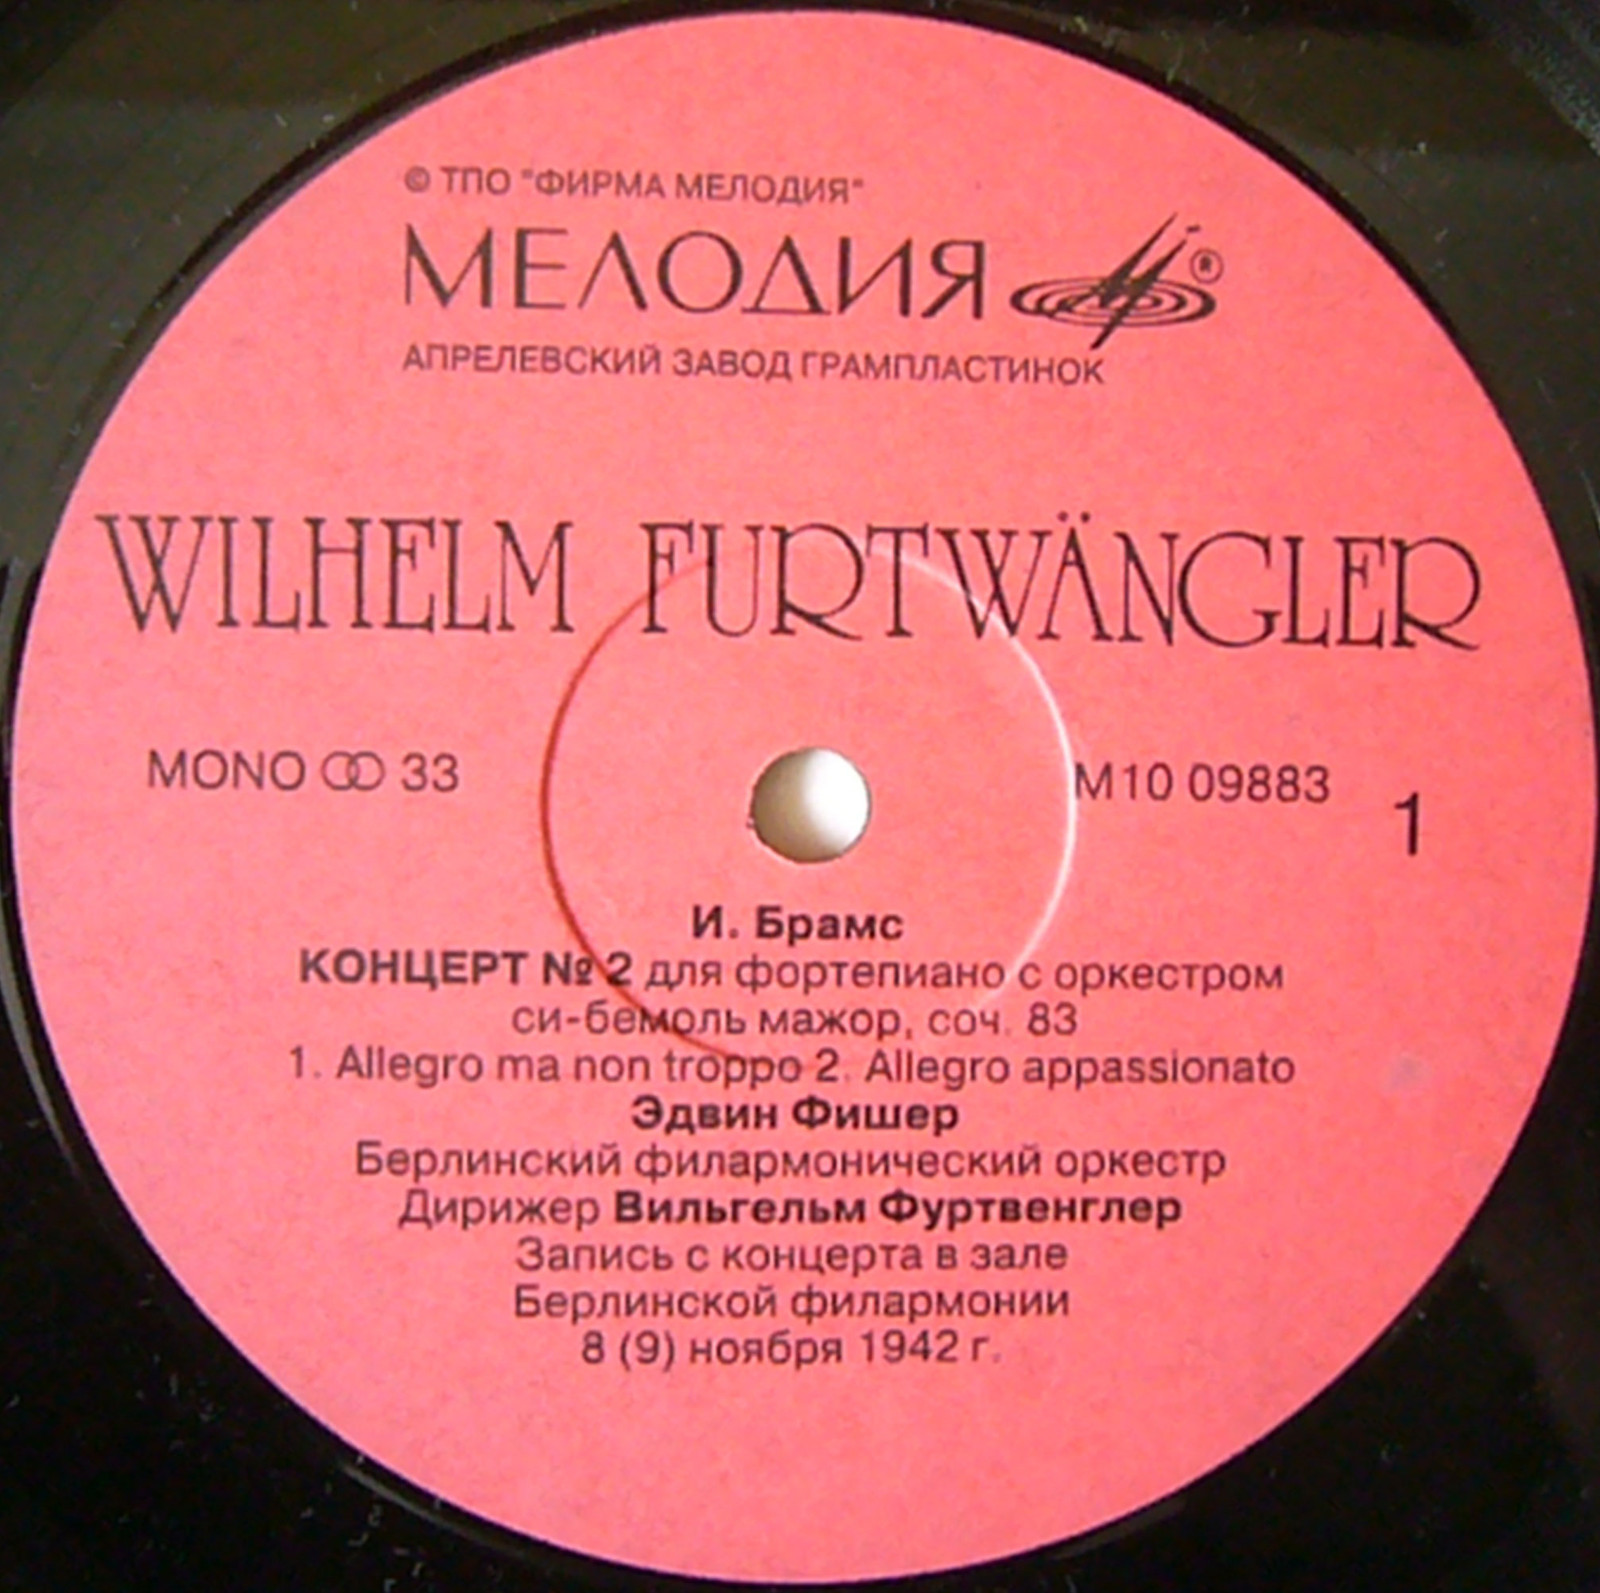 © ТПО "ФИРМА МЕЛОДИЯ"
МЕЛОДИЯ ®
АПРЕЛЕВСКИЙ ЗАВОД ГРАМПЛАСТИНОК
WILHELM FURTWÄNGLER
MONO 33 М10 09883
1
И. Брамс
КОНЦЕРТ № 2 для фортепиано с оркестром
си-бемоль мажор, соч. 83
1. Allegro ma non troppo 2. Allegro appassionato
Эдвин Фишер
Берлинский филармонический оркестр
Дирижер Вильгельм Фуртвенглер
Запись с концерта в зале
Берлинской филармонии
8 (9) ноября 1942 г.